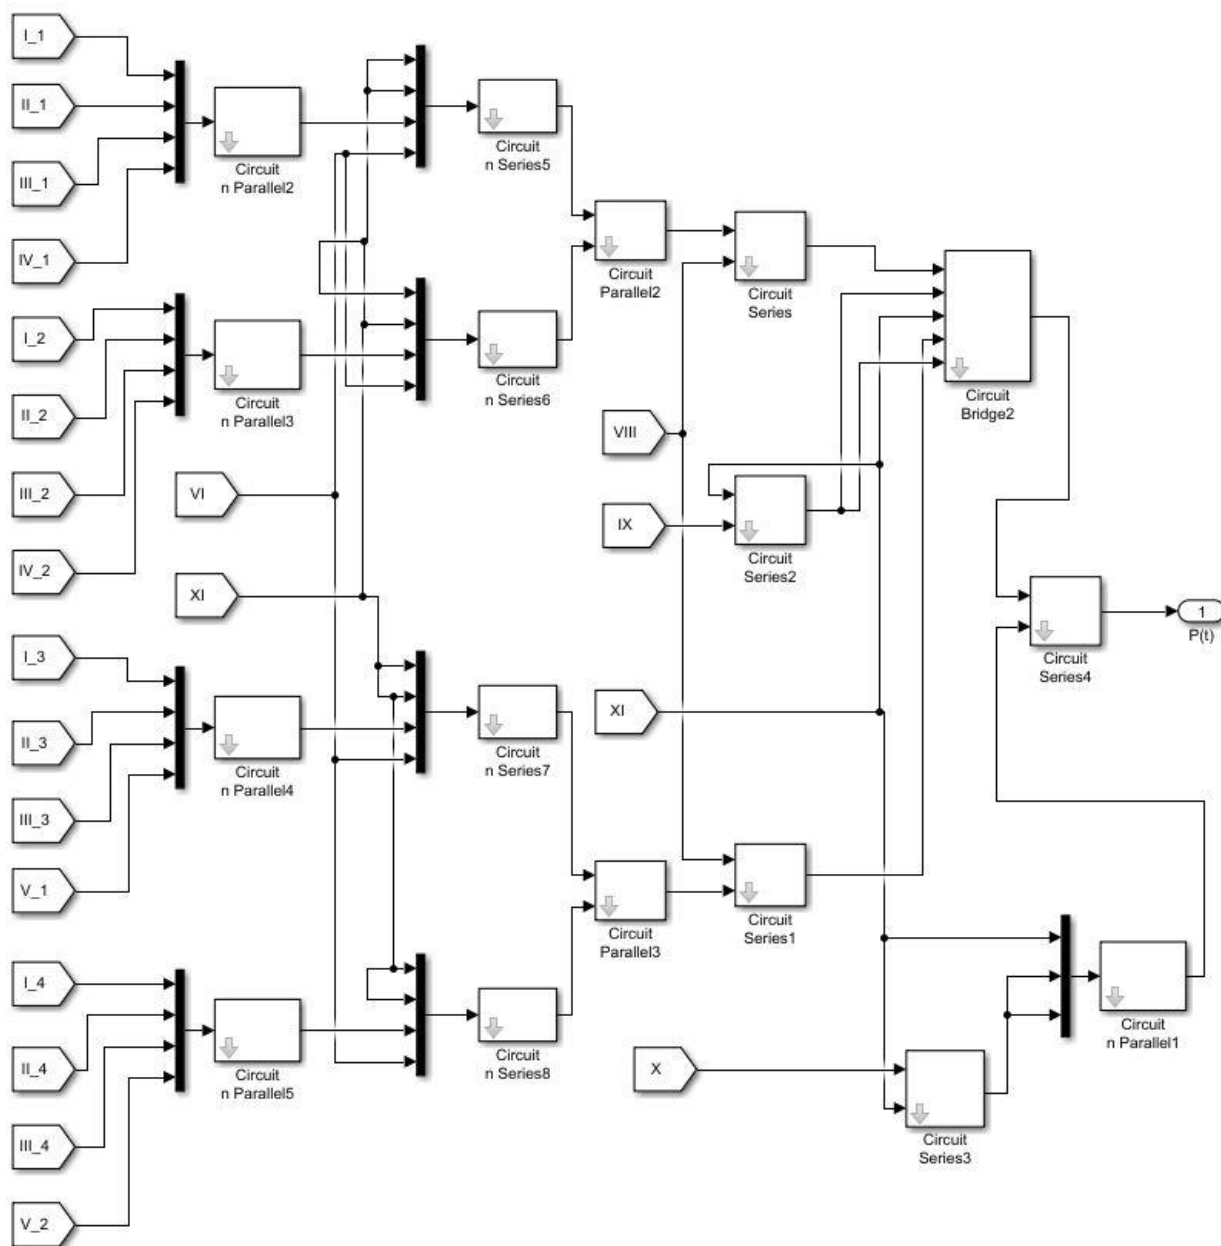 I_1
II_1
III_1
IV_1
Circuit
n Parallel2
Circuit
n Series5
I_2
II_2
III_2
IV_2
Circuit
n Parallel3
Circuit
n Series6
Circuit
Parallel2
Circuit
Series
Circuit
Bridge2
VI
XI
VIII
IX
Circuit
Series2
Circuit
Series4
1
P(t)
I_3
II_3
III_3
V_1
Circuit
n Parallel4
Circuit
n Series7
XI
Circuit
Parallel3
Circuit
Series1
I_4
II_4
III_4
V_2
Circuit
n Parallel5
Circuit
n Series8
X
Circuit
Series3
Circuit
n Parallel1